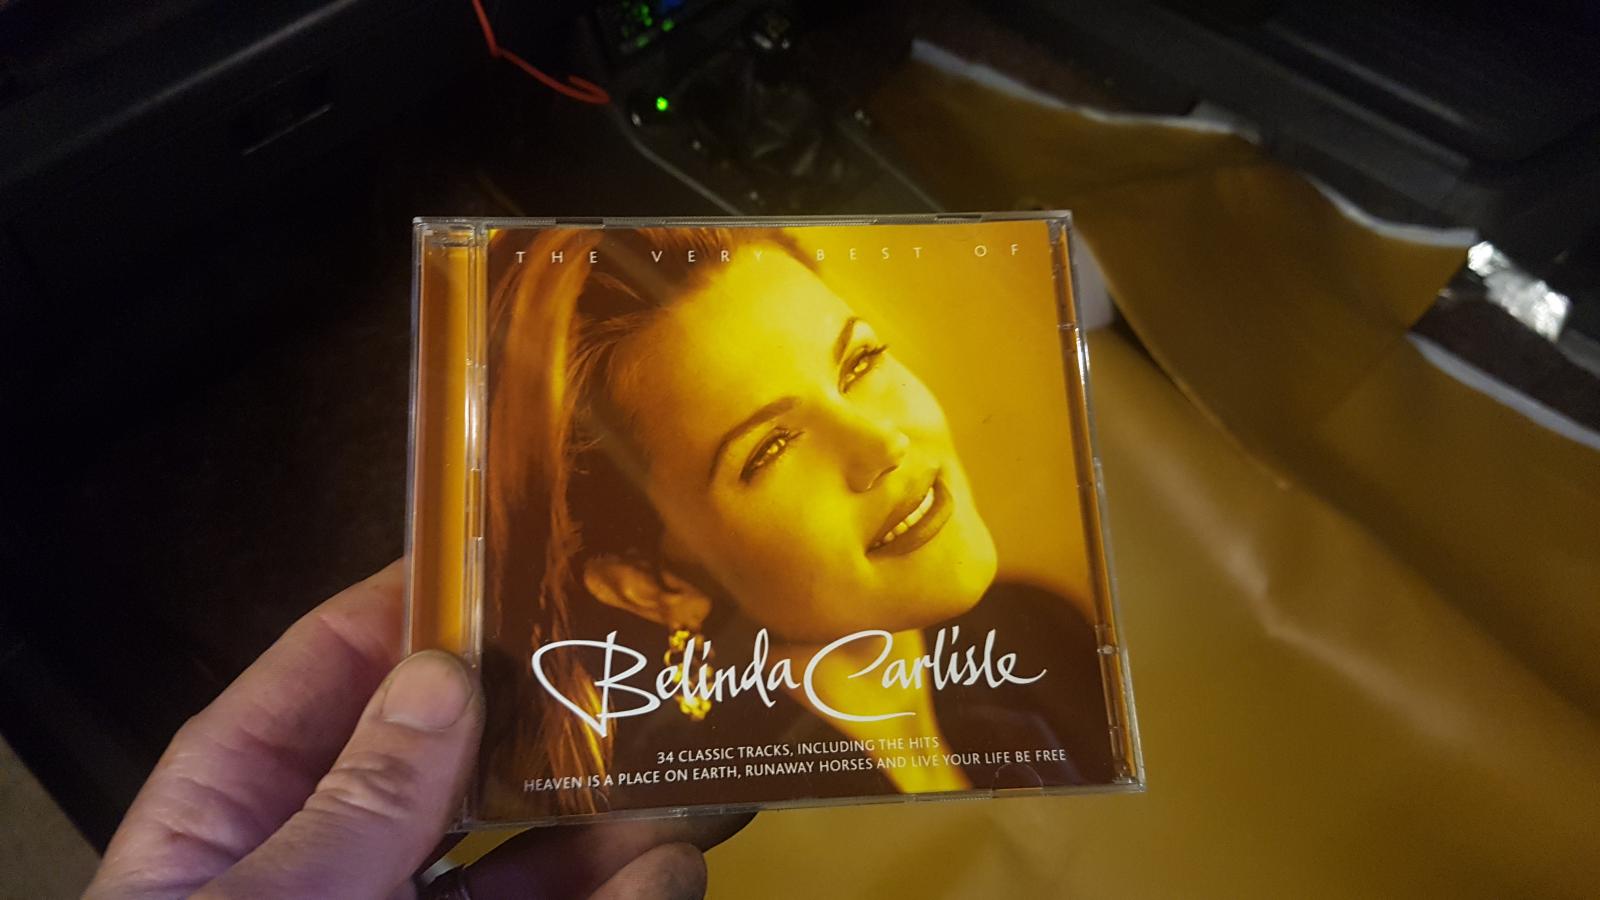 THE VERY BEST OF
Belinda Carlisle
34 CLASSIC TRACKS, INCLUDING THE HITS
HEAVEN IS A PLACE ON EARTH, RUNAWAY HORSES AND LIVE YOUR LIFE BE FREE